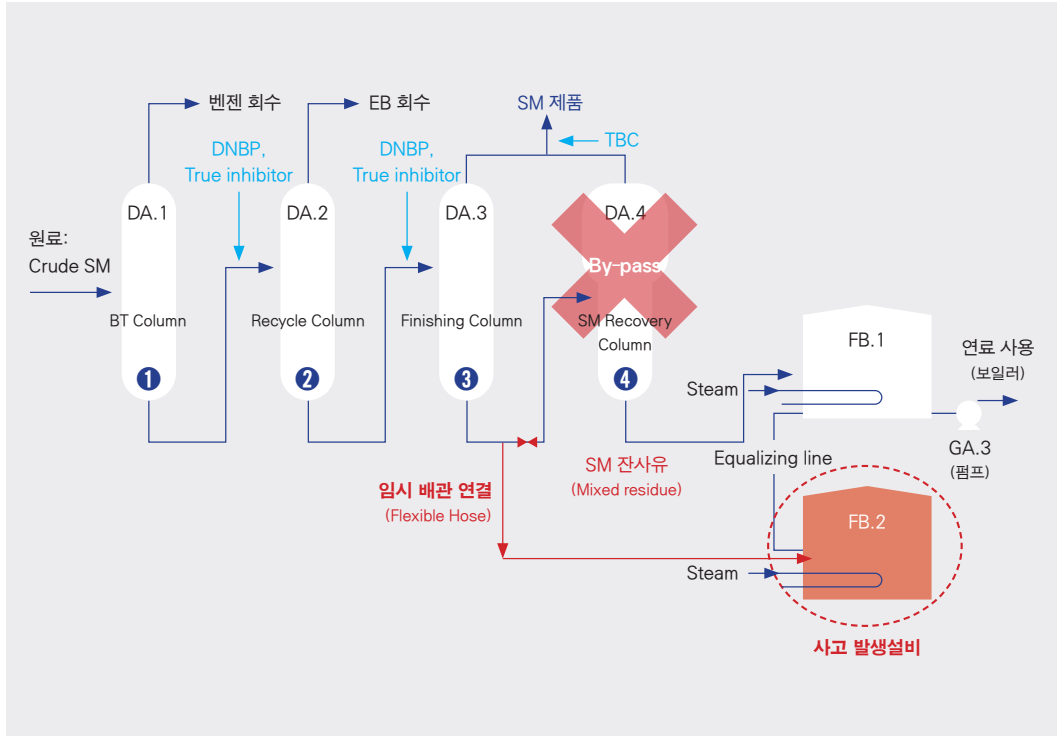 벤젠 회수
EB 회수
SM 제품
TBC
DNBP,
True inhibitor
DNBP,
True inhibitor
DA.1
DA.2
DA.3
DA.4
원료:
Crude SM
By-pass
BT Column
Recycle Column
Finishing Column
SM Recovery
Column
1
2
3
4
FB.1
연료 사용
(보일러)
Steam
GA.3
(펌프)
Equalizing line
SM 잔사유
(Mixed residue)
임시 배관 연결
(Flexible Hose)
FB.2
Steam
사고 발생설비